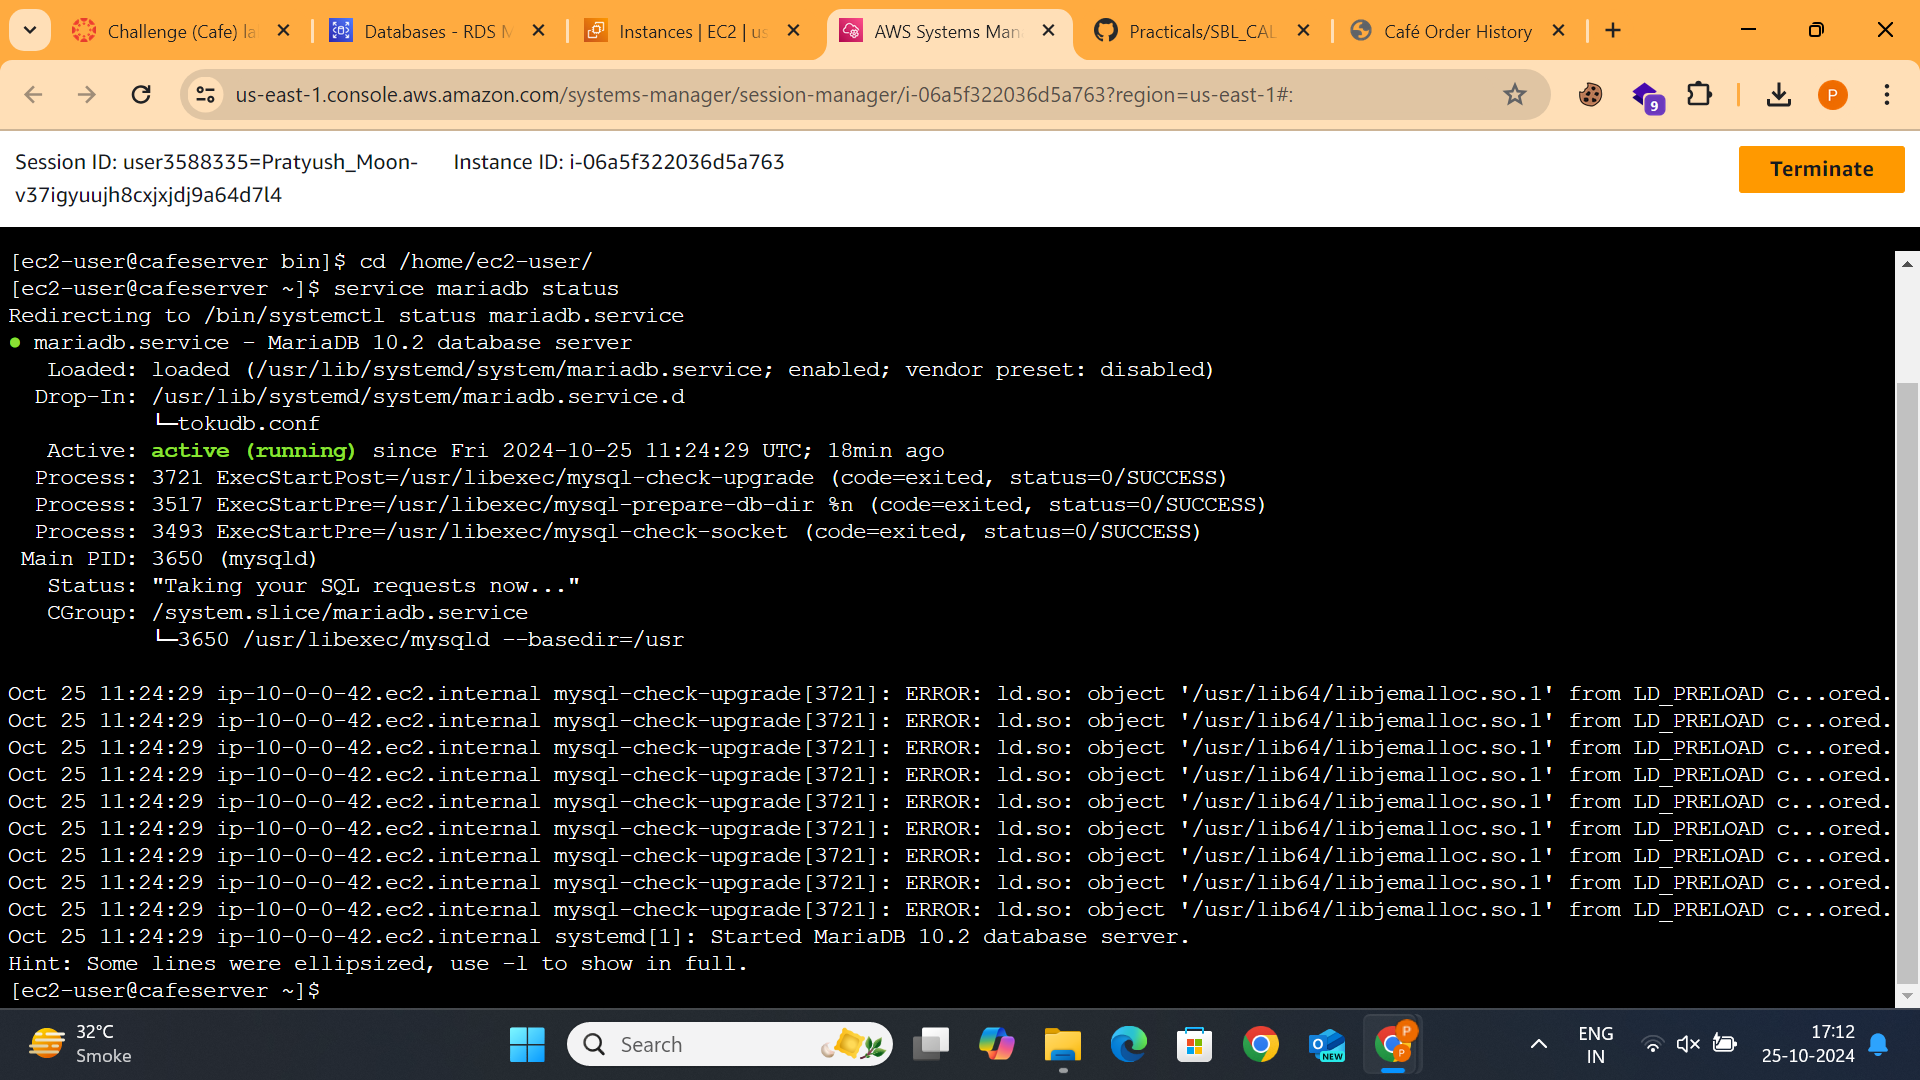 Challenge (Cafe) la
Databases - RDS M
Instances | EC2 | us
AWS Systems Man
Practicals/SBL_CAL
Café Order History
us-east-1.console.aws.amazon.com/systems-manager/session-manager/i-06a5f322036d5a763?region=us-east-1#:
9
P
Session ID: user3588335=Pratyush_Moon-
v37igyuujh8cxjxjdj9a64d7l4
Instance ID: i-06a5f322036d5a763
Terminate
[ec2-user@cafeserver bin]$ cd /home/ec2-user/
[ec2-user@cafeserver ~]$ service mariadb status
Redirecting to /bin/systemctl status mariadb.service
● mariadb.service - MariaDB 10.2 database server
Loaded: loaded (/usr/lib/systemd/system/mariadb.service; enabled; vendor preset: disabled)
Drop-In: /usr/lib/systemd/system/mariadb.service.d
└─tokudb.conf
Active: active (running) since Fri 2024-10-25 11:24:29 UTC; 18min ago
Process: 3721 ExecStartPost=/usr/libexec/mysql-check-upgrade (code=exited, status=0/SUCCESS)
Process: 3517 ExecStartPre=/usr/libexec/mysql-prepare-db-dir %n (code=exited, status=0/SUCCESS)
Process: 3493 ExecStartPre=/usr/libexec/mysql-check-socket (code=exited, status=0/SUCCESS)
Main PID: 3650 (mysqld)
Status: "Taking your SQL requests now..."
CGroup: /system.slice/mariadb.service
└─3650 /usr/libexec/mysqld --basedir=/usr
Oct 25 11:24:29 ip-10-0-0-42.ec2.internal mysql-check-upgrade[3721]: ERROR: ld.so: object '/usr/lib64/libjemalloc.so.1' from LD_PRELOAD c...ored.
Oct 25 11:24:29 ip-10-0-0-42.ec2.internal mysql-check-upgrade[3721]: ERROR: ld.so: object '/usr/lib64/libjemalloc.so.1' from LD_PRELOAD c...ored.
Oct 25 11:24:29 ip-10-0-0-42.ec2.internal mysql-check-upgrade[3721]: ERROR: ld.so: object '/usr/lib64/libjemalloc.so.1' from LD_PRELOAD c...ored.
Oct 25 11:24:29 ip-10-0-0-42.ec2.internal mysql-check-upgrade[3721]: ERROR: ld.so: object '/usr/lib64/libjemalloc.so.1' from LD_PRELOAD c...ored.
Oct 25 11:24:29 ip-10-0-0-42.ec2.internal mysql-check-upgrade[3721]: ERROR: ld.so: object '/usr/lib64/libjemalloc.so.1' from LD_PRELOAD c...ored.
Oct 25 11:24:29 ip-10-0-0-42.ec2.internal mysql-check-upgrade[3721]: ERROR: ld.so: object '/usr/lib64/libjemalloc.so.1' from LD_PRELOAD c...ored.
Oct 25 11:24:29 ip-10-0-0-42.ec2.internal mysql-check-upgrade[3721]: ERROR: ld.so: object '/usr/lib64/libjemalloc.so.1' from LD_PRELOAD c...ored.
Oct 25 11:24:29 ip-10-0-0-42.ec2.internal mysql-check-upgrade[3721]: ERROR: ld.so: object '/usr/lib64/libjemalloc.so.1' from LD_PRELOAD c...ored.
Oct 25 11:24:29 ip-10-0-0-42.ec2.internal mysql-check-upgrade[3721]: ERROR: ld.so: object '/usr/lib64/libjemalloc.so.1' from LD_PRELOAD c...ored.
Oct 25 11:24:29 ip-10-0-0-42.ec2.internal systemd[1]: Started MariaDB 10.2 database server.
Hint: Some lines were ellipsized, use -l to show in full.
[ec2-user@cafeserver ~]$
32°C
Smoke
Search
NEW
P
P
ENG
IN
17:12
25-10-2024